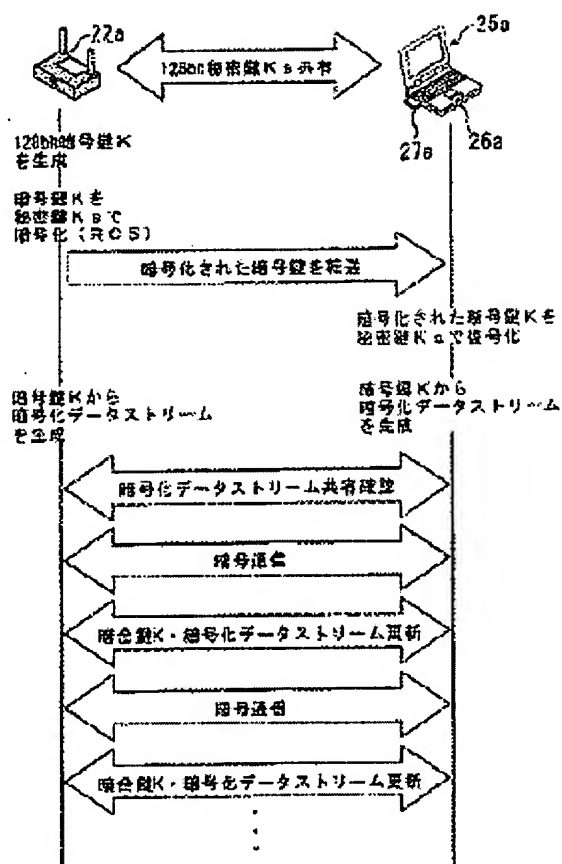 22a
25a
128bit秘密鍵Ks共有
27a
26a
128bit暗号鍵K
を生成
暗号鍵Kを
秘密鍵Ksで
暗号化(RC5)
暗号化された暗号鍵を転送
暗号化された暗号鍵Kを
秘密鍵Ksで復号化
暗号鍵Kから
暗号化データストリーム
を生成
暗号鍵Kから
暗号化データストリーム
を生成
暗号化データストリーム共有確認
暗号通信
暗合鍵K・暗号化データストリーム更新
暗号通信
暗合鍵K・暗号化データストリーム更新